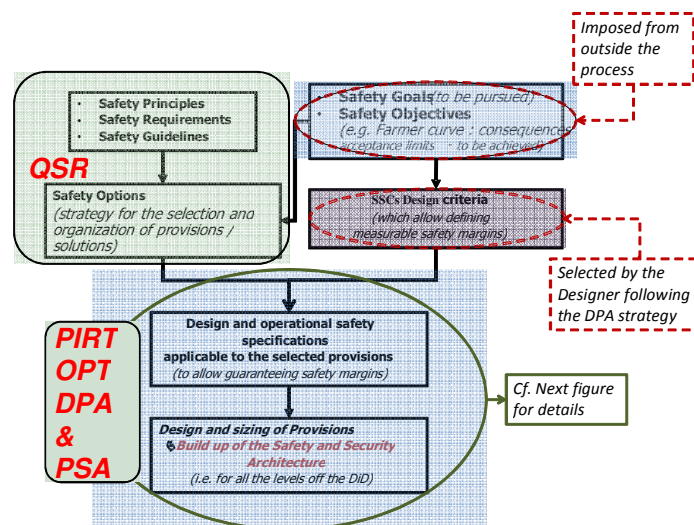 Imposed from
outside the
process
• Safety Principles
• Safety Requirements
• Safety Guidelines
• Safety Goals (to be pursued)
• Safety Objectives
(e.g. Farmer curve : consequences
acceptance limits - to be achieved)
QSR
Safety Options
(strategy for the selection and
organization of provisions /
solutions)
SSCs Design criteria
(which allow defining
measurable safety margins)
Selected by the
Designer following
the DPA strategy
Design and operational safety
specifications
applicable to the selected provisions
(to allow guaranteeing safety margins)
PIRT
OPT
DPA
&
PSA
Cf. Next figure
for details
Design and sizing of Provisions
Build up of the Safety and Security
Architecture
(i.e. for all the levels off the DiD)